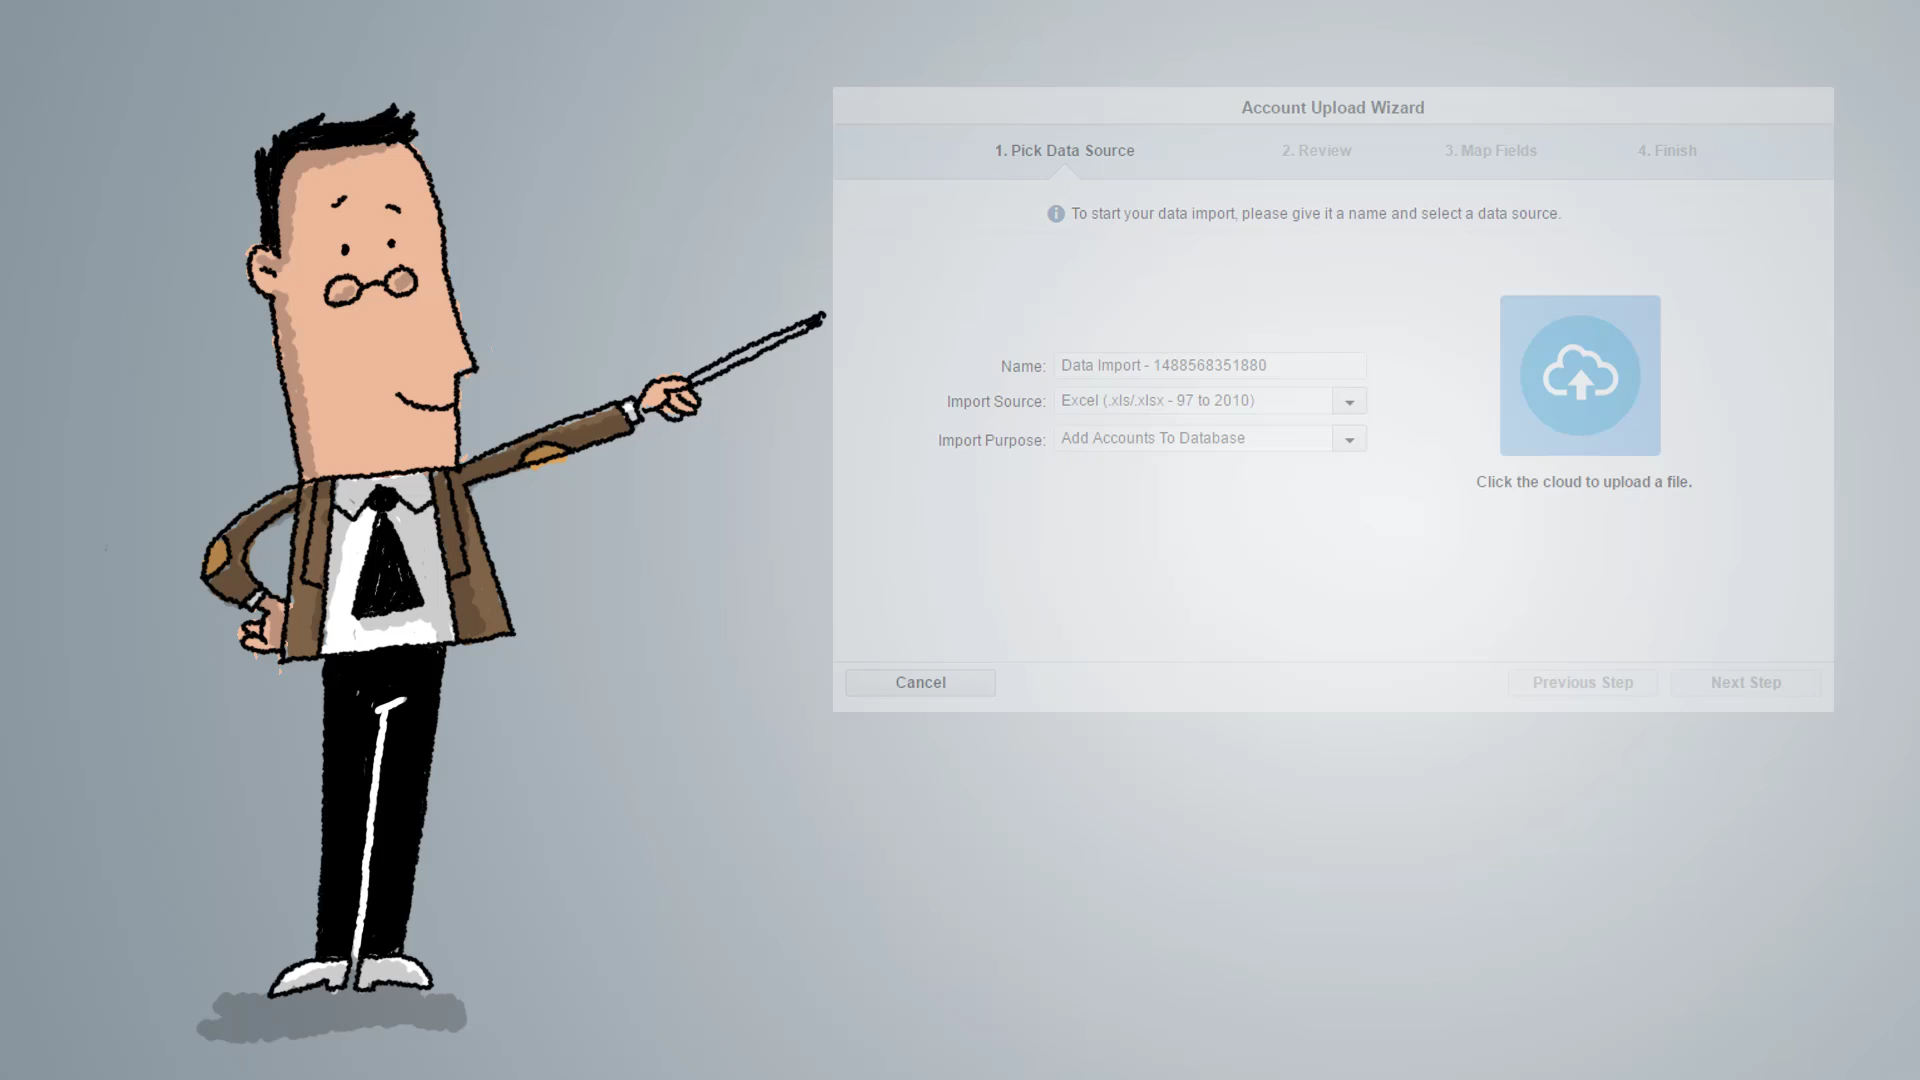 Account Upload Wizard
1. Pick Data Source
2. Review
3. Map Fields
4. Finish
To start your data import, please give it a name and select a data source.
Name: Data Import - 1488568351880
Import Source: Excel (.xls/.xlsx - 97 to 2010)
Import Purpose: Add Accounts To Database
Click the cloud to upload a file.
Cancel
Previous Step
Next Step